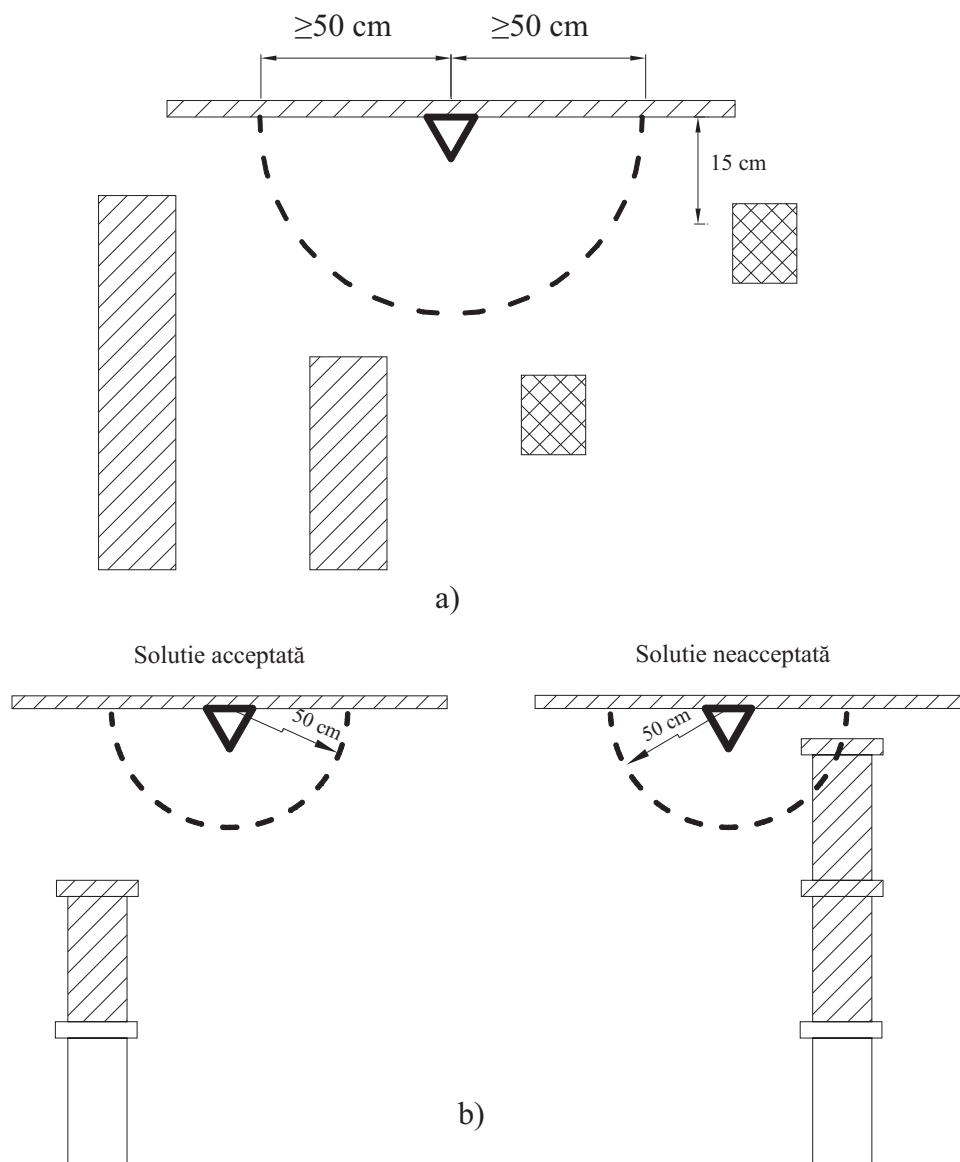 ≥50 cm ≥50 cm
15 cm
a)
Solutie acceptată Solutie neacceptată
50 cm 50 cm
b)